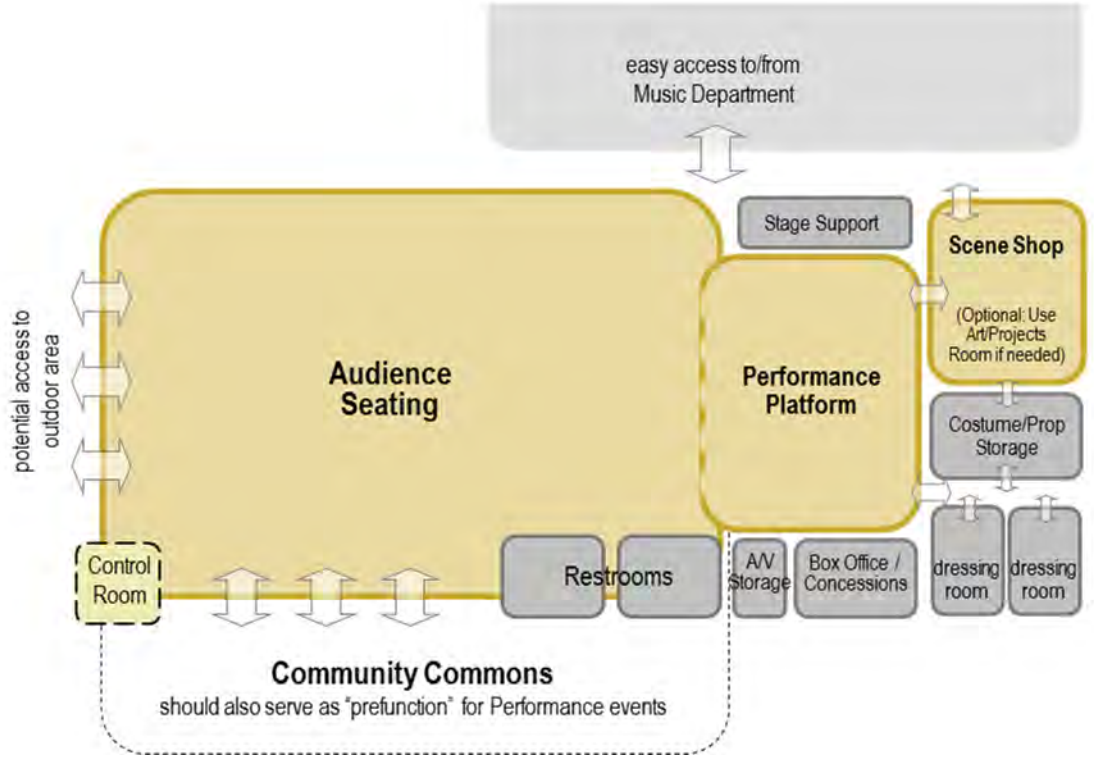 easy access to/from
Music Department
Stage Support
Scene Shop
(Optional: Use
Art/Projects
Room if needed)
potential access to
outdoor area
Audience
Seating
Performance
Platform
Costume/Prop
Storage
Control
Room
Restrooms
A/V
Storage
Box Office /
Concessions
dressing
room
dressing
room
Community Commons
should also serve as "prefunction" for Performance events